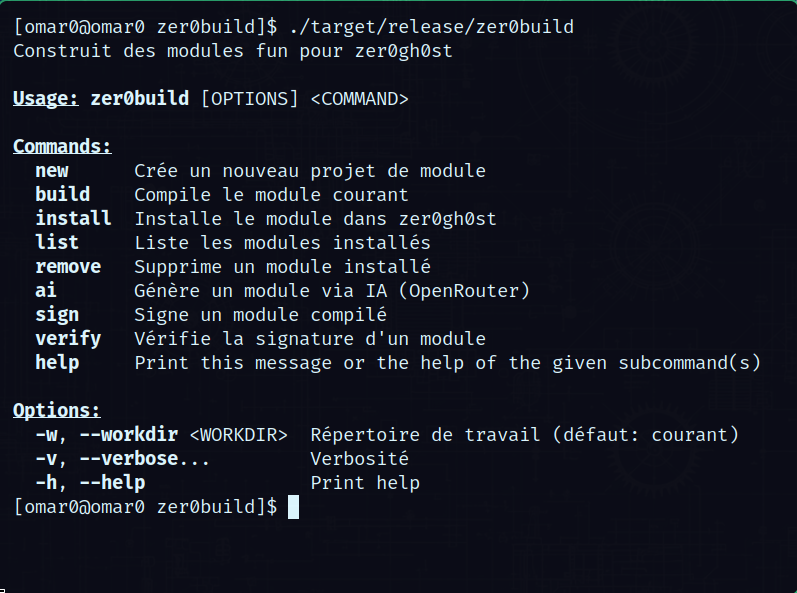 [omar0@omar0 zer0build]$ ./target/release/zer0build
Construit des modules fun pour zer0gh0st
Usage: zer0build [OPTIONS] <COMMAND>
Commands:
new Crée un nouveau projet de module
build Compile le module courant
install Installe le module dans zer0gh0st
list Liste les modules installés
remove Supprime un module installé
ai Génère un module via IA (OpenRouter)
sign Signe un module compilé
verify Vérifie la signature d'un module
help Print this message or the help of the given subcommand(s)
Options:
-w, --workdir <WORKDIR> Répertoire de travail (défaut: courant)
-v, --verbose... Verbosité
-h, --help Print help
[omar0@omar0 zer0build]$